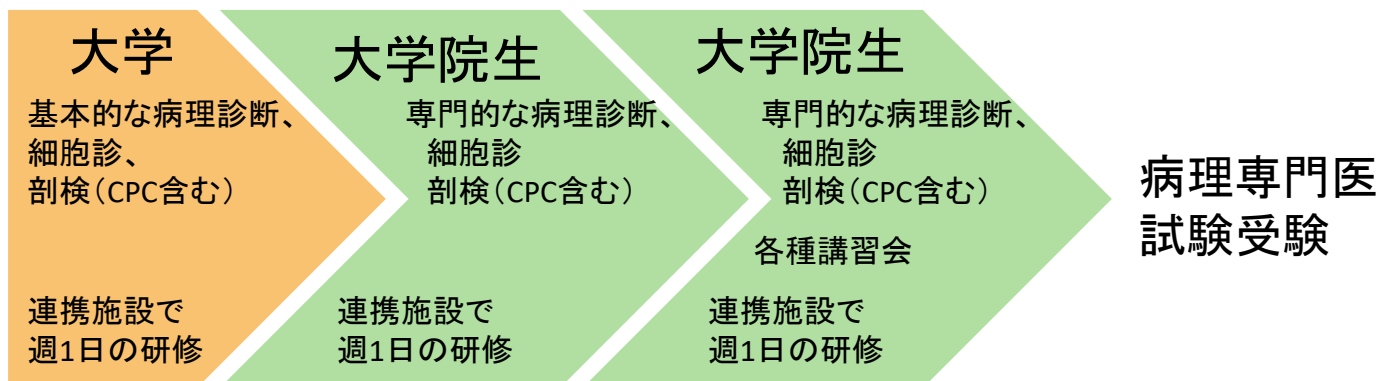 大学
基本的な病理診断、
細胞診、
剖検（CPC含む）
連携施設で
週1日の研修
大学院生
専門的な病理診断、
細胞診
剖検（CPC含む）
連携施設で
週1日の研修
大学院生
専門的な病理診断、
細胞診
剖検（CPC含む）
各種講習会
連携施設で
週1日の研修
病理専門医
試験受験